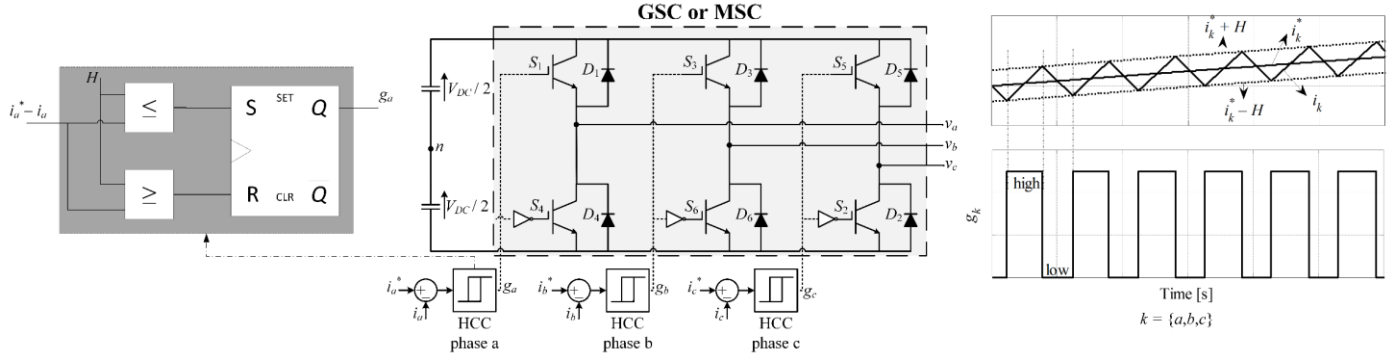 GSC or MSC
H
i_a^* − i_a
≤
≥
S SET Q
R CLR Q̅
g_a
V_DC / 2
n
V_DC / 2
S_1 D_1 S_3 D_3 S_5 D_5
v_a
v_b
v_c
S_4 D_4 S_6 D_6 S_2 D_2
i_a^* + − i_a g_a
HCC
phase a
i_b^* + − i_b g_b
HCC
phase b
i_c^* + − i_c g_c
HCC
phase c
i_k^* + H
i_k^*
i_k^* − H
i_k
g_k
high
low
Time [s]
k = {a,b,c}